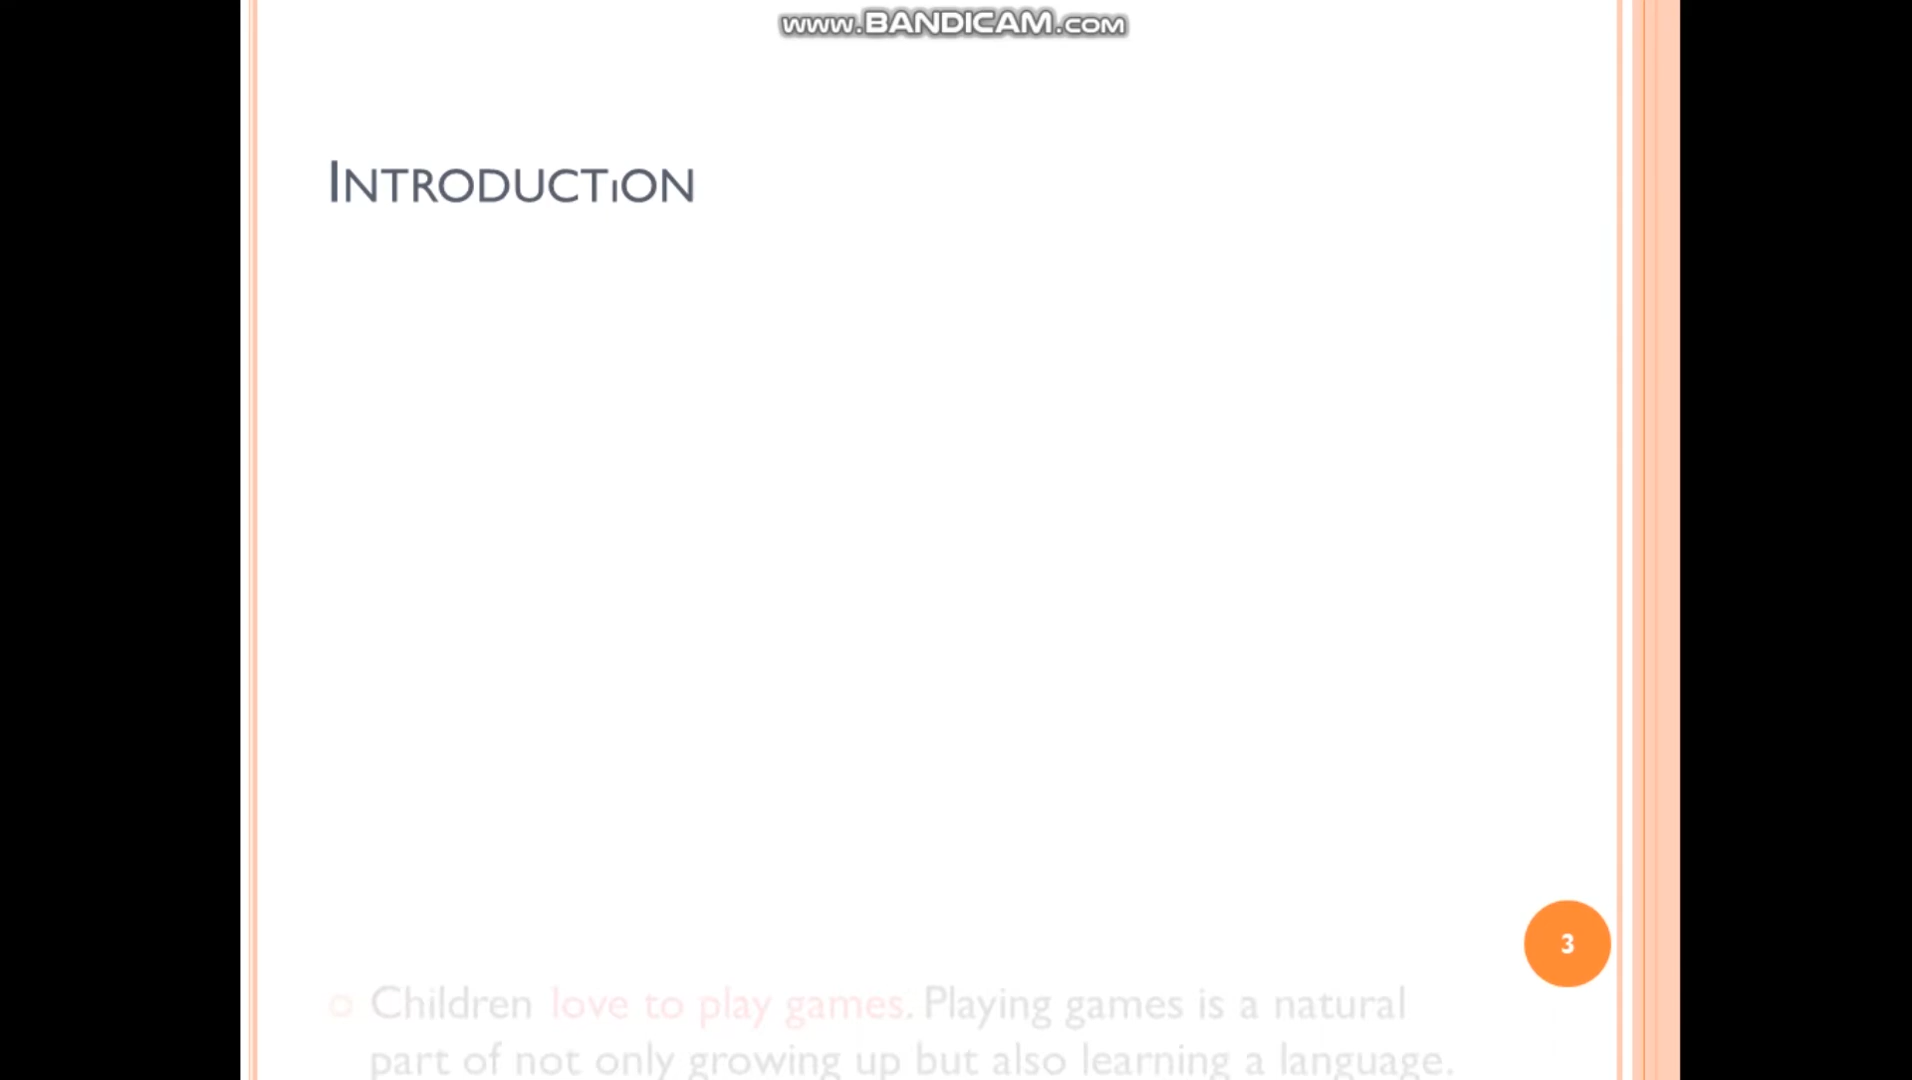 www.BANDICAM.com
INTRODUCTıON
3
Children love to play games. Playing games is a natural
part of not only growing up but also learning a language.